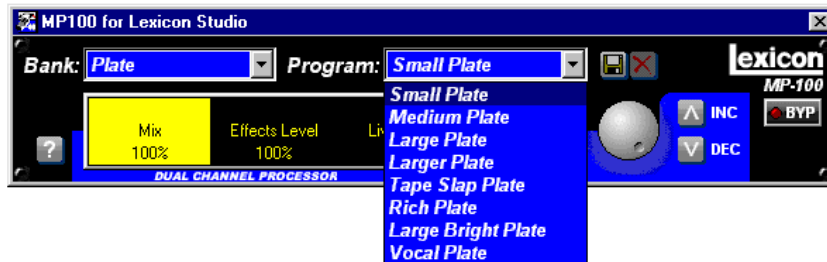 MP100 for Lexicon Studio
Bank: Plate Program: Small Plate
lexicon
MP-100
Small Plate
Medium Plate
Large Plate
Larger Plate
Tape Slap Plate
Rich Plate
Large Bright Plate
Vocal Plate
Mix
100%
Effects Level
100%
Li
INC
DEC
BYP
?
DUAL CHANNEL PROCESSOR